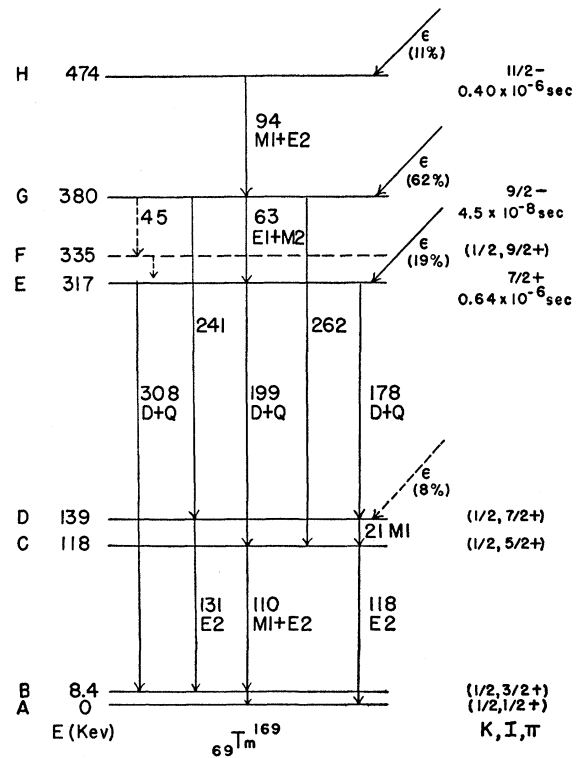 ε
(11%)
H 474 11/2-
0.40 x 10⁻⁶ sec
94
M1+E2
ε
(62%)
G 380 9/2-
4.5 x 10⁻⁸ sec
45 63
E1+M2
F 335 ε
(19%) (1/2, 9/2+)
E 317 7/2+
0.64 x 10⁻⁶ sec
241 262
308 199 178
D+Q D+Q D+Q
ε
(8%)
D 139 (1/2, 7/2+)
21 M1
C 118 (1/2, 5/2+)
131 110 118
E2 M1+E2 E2
B 8.4 (1/2, 3/2+)
A 0 (1/2, 1/2+)
E (Kev) ₆₉Tm¹⁶⁹ K, I, π